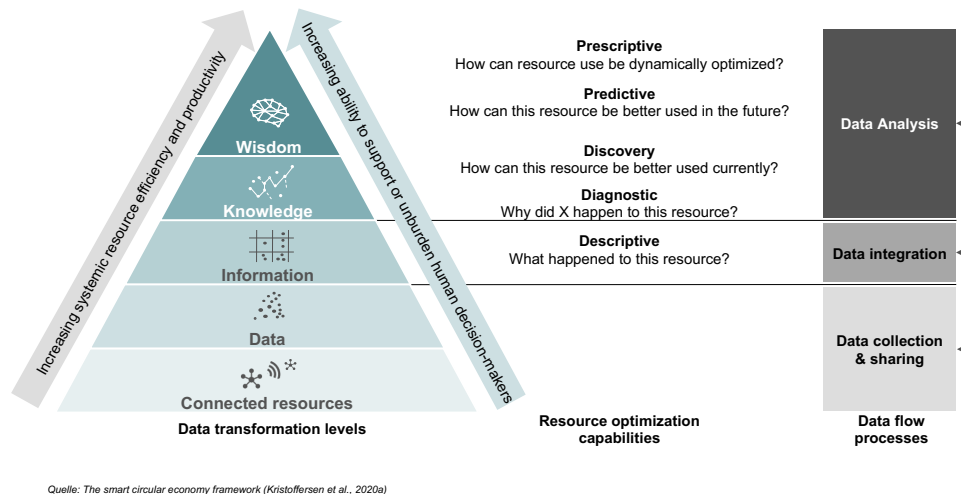 Increasing systemic resource efficiency and productivity
Increasing ability to support or unburden human decision-makers
Wisdom
Knowledge
Information
Data
Connected resources
Data transformation levels
Prescriptive
How can resource use be dynamically optimized?
Predictive
How can this resource be better used in the future?
Discovery
How can this resource be better used currently?
Diagnostic
Why did X happen to this resource?
Descriptive
What happened to this resource?
Resource optimization
capabilities
Data Analysis
Data integration
Data collection
& sharing
Data flow
processes
Quelle: The smart circular economy framework (Kristoffersen et al., 2020a)